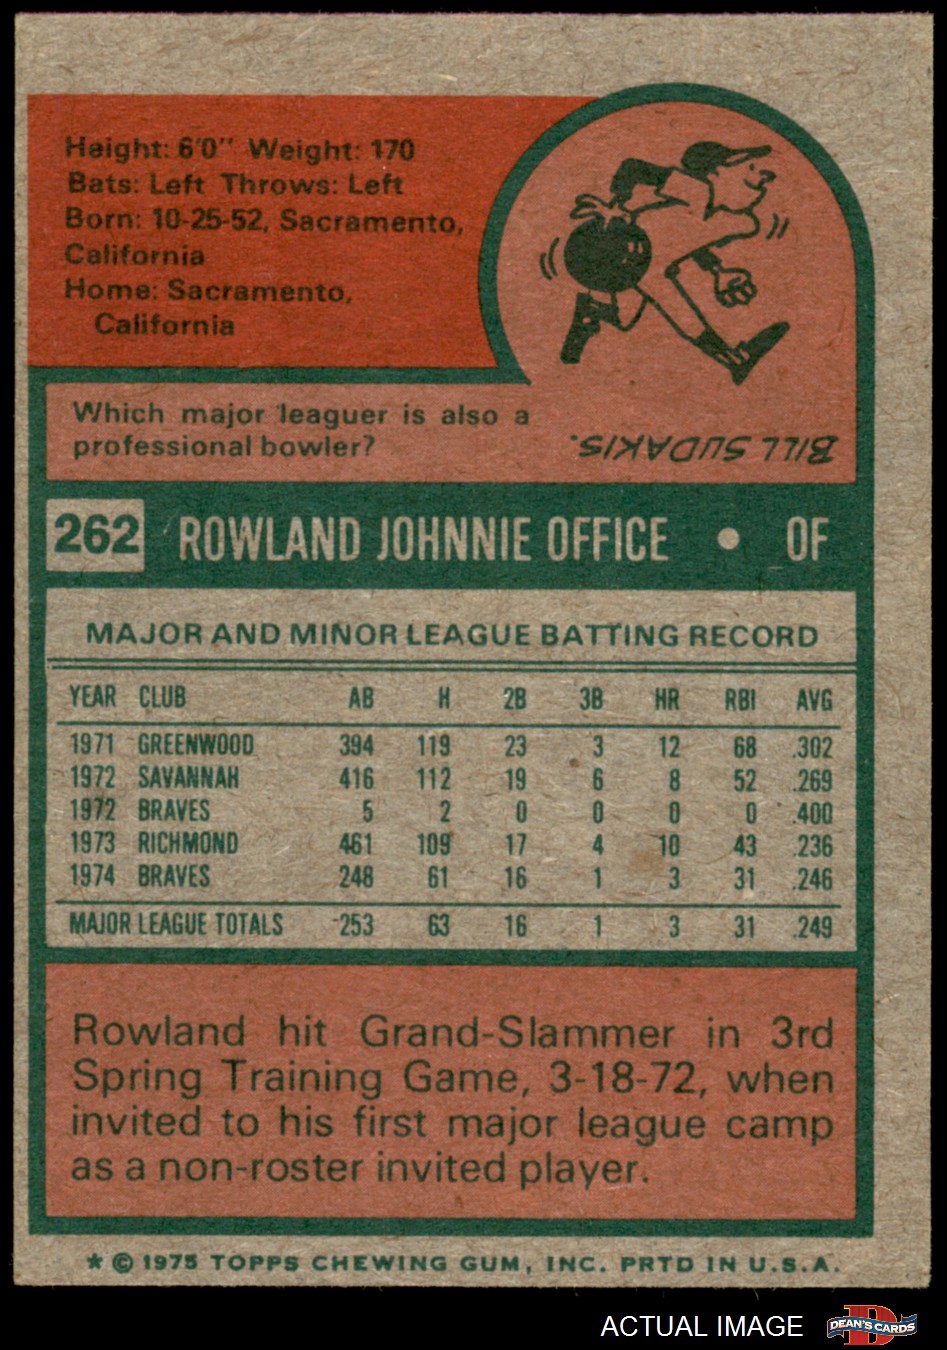 Height: 6'0" Weight: 170
Bats: Left Throws: Left
Born: 10-25-52, Sacramento,
California
Home: Sacramento,
California
Which major leaguer is also a
professional bowler?
BILL SUDAKIS.
262 ROWLAND JOHNNIE OFFICE • OF
MAJOR AND MINOR LEAGUE BATTING RECORD
YEAR CLUB AB H 2B 3B HR RBI AVG
1971 GREENWOOD 394 119 23 3 12 68 .302
1972 SAVANNAH 416 112 19 6 8 52 .269
1972 BRAVES 5 2 0 0 0 0 .400
1973 RICHMOND 461 109 17 4 10 43 .236
1974 BRAVES 248 61 16 1 3 31 .246
MAJOR LEAGUE TOTALS 253 63 16 1 3 31 .249
Rowland hit Grand-Slammer in 3rd
Spring Training Game, 3-18-72, when
invited to his first major league camp
as a non-roster invited player.
* © 1975 TOPPS CHEWING GUM, INC. PRTD IN U.S.A.
ACTUAL IMAGE D DEAN'S CARDS